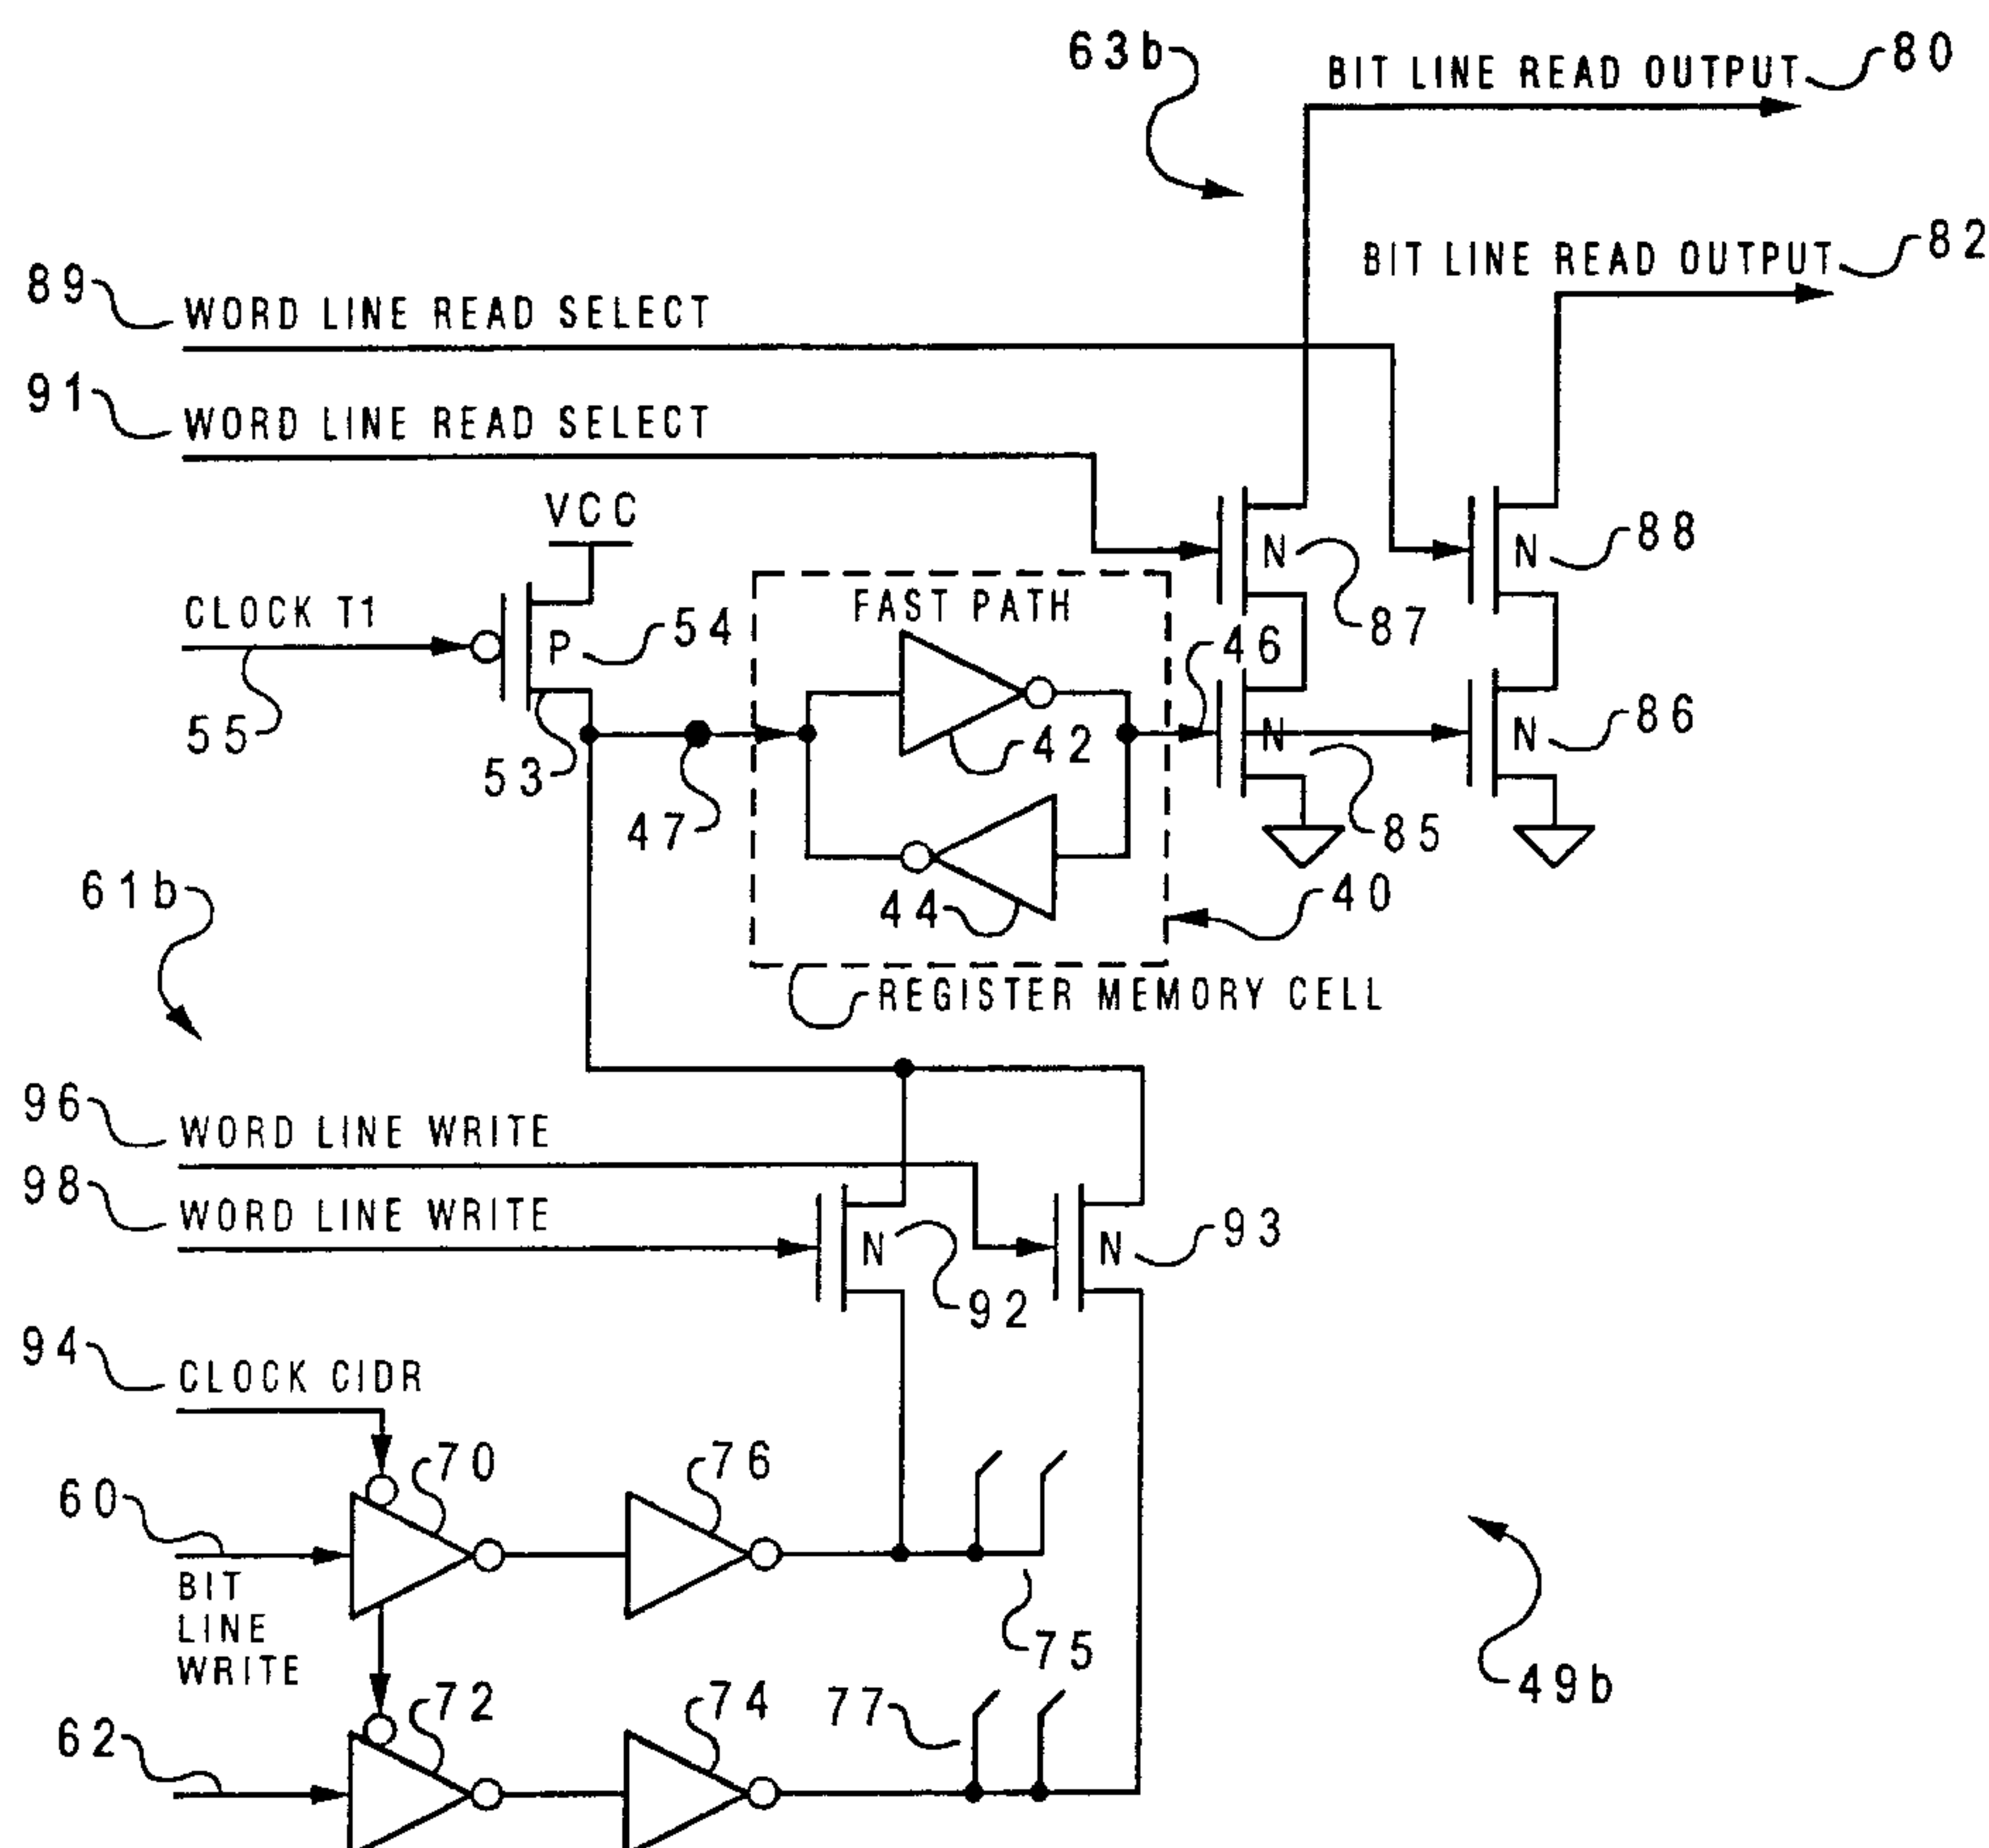 63b
BIT LINE READ OUTPUT 80
BIT LINE READ OUTPUT 82
89 WORD LINE READ SELECT
91 WORD LINE READ SELECT
VCC
N 87
N 88
CLOCK T1
55
P 54
53
47
FAST PATH
42
44
46
N 85
N 86
40
REGISTER MEMORY CELL
61b
96 WORD LINE WRITE
98 WORD LINE WRITE
N 92
N 93
94 CLOCK CIDR
70
76
60
BIT
LINE
WRITE
75
72
74
77
62
49b